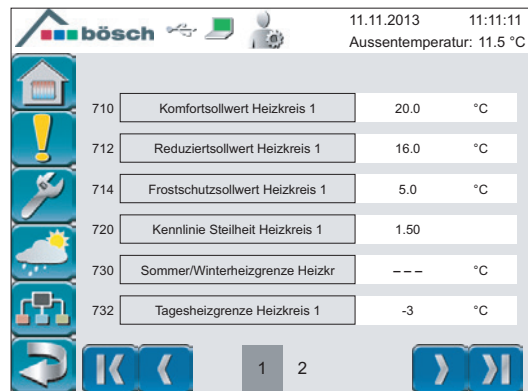 bösch
11.11.2013 11:11:11
Aussentemperatur: 11.5 °C
710 Komfortsollwert Heizkreis 1 20.0 °C
712 Reduziertsollwert Heizkreis 1 16.0 °C
714 Frostschutzsollwert Heizkreis 1 5.0 °C
720 Kennlinie Steilheit Heizkreis 1 1.50
730 Sommer/Winterheizgrenze Heizkr – – – °C
732 Tagesheizgrenze Heizkreis 1 -3 °C
1 2